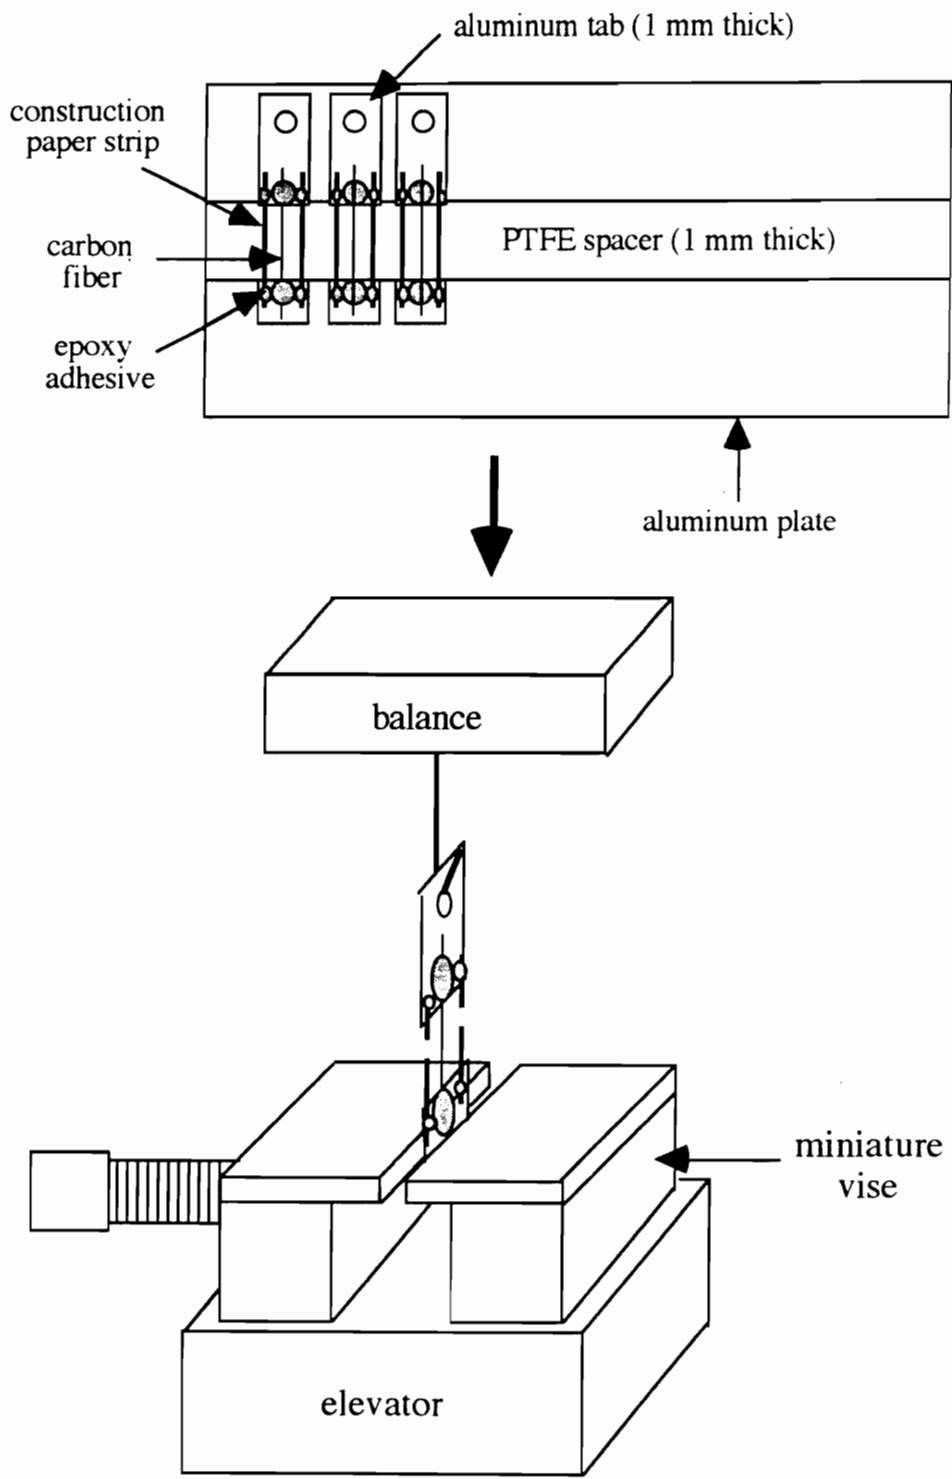 aluminum tab (1 mm thick)
construction
paper strip
carbon
fiber
PTFE spacer (1 mm thick)
epoxy
adhesive
aluminum plate
balance
miniature
vise
elevator